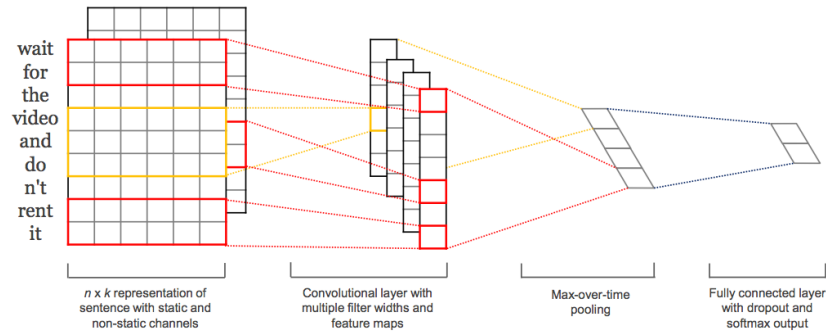 wait
for
the
video
and
do
n't
rent
it
n x k representation of
sentence with static and
non-static channels
Convolutional layer with
multiple filter widths and
feature maps
Max-over-time
pooling
Fully connected layer
with dropout and
softmax output